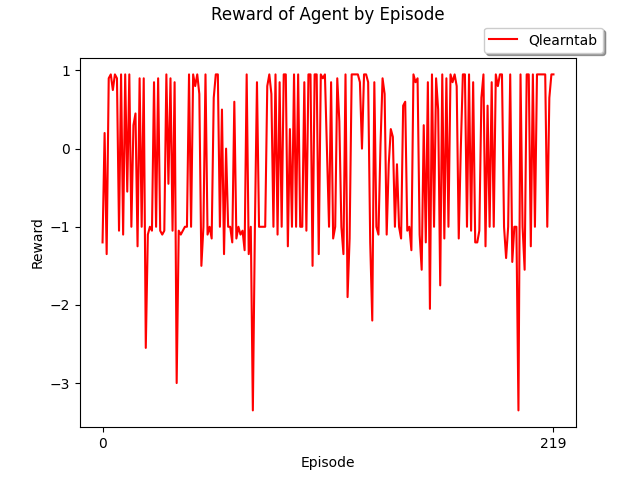 Reward of Agent by Episode
Qlearntab
1
0
−1
−2
−3
Reward
0
219
Episode